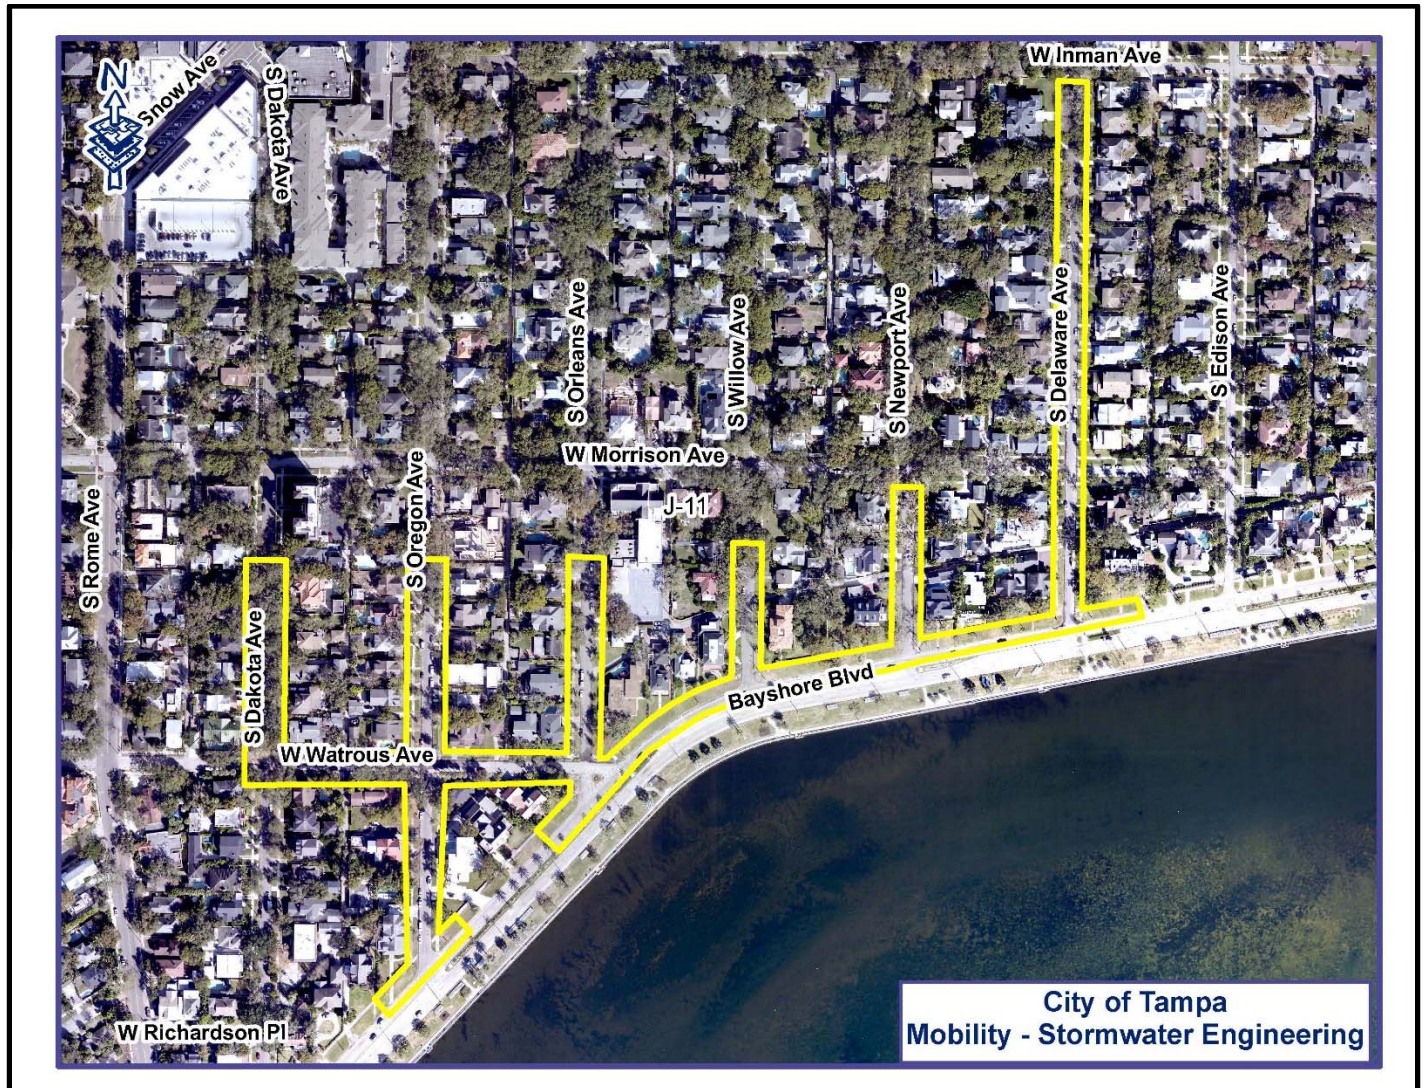 W Inman Ave
N
Snow Ave
S Dakota Ave
S Orleans Ave
S Willow Ave
S Newport Ave
S Delaware Ave
S Edison Ave
W Morrison Ave
S Oregon Ave
J-11
S Rome Ave
S Dakota Ave
Bayshore Blvd
W Watrous Ave
W Richardson Pl
City of Tampa
Mobility - Stormwater Engineering